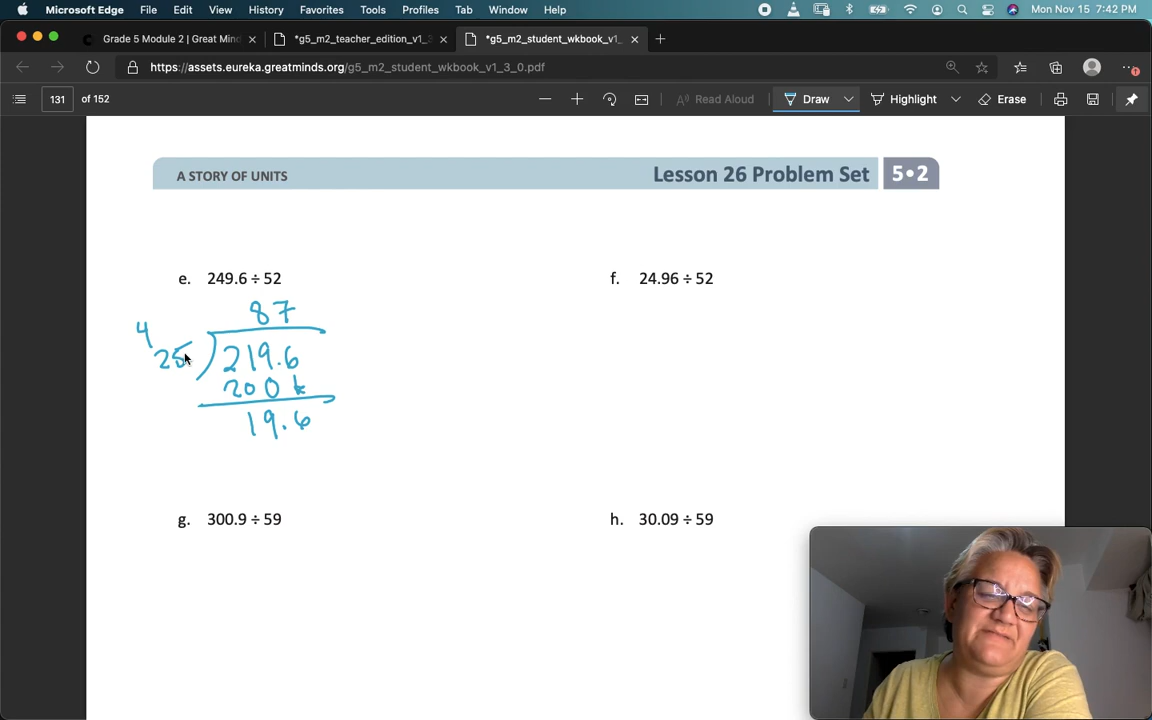 Microsoft Edge File Edit View History Favorites Tools Profiles Tab Window Help Mon Nov 15 7:42 PM
Grade 5 Module 2 | Great Mind *g5_m2_teacher_edition_v1_3 *g5_m2_student_wkbook_v1_
https://assets.eureka.greatminds.org/g5_m2_student_wkbook_v1_3_0.pdf
131 of 152 Read Aloud Draw Highlight Erase
A STORY OF UNITS Lesson 26 Problem Set 5•2
e. 249.6 ÷ 52 f. 24.96 ÷ 52
87
4
25 219.6
200
19.6
g. 300.9 ÷ 59 h. 30.09 ÷ 59